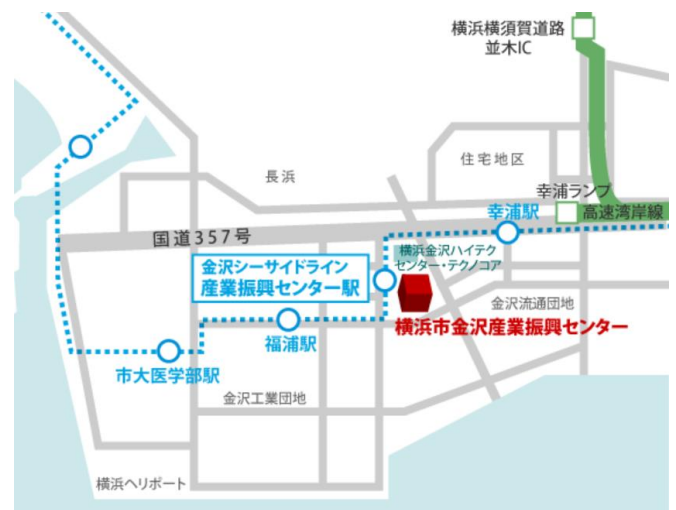 横浜横須賀道路
並木IC
住宅地区
長浜
幸浦ランプ
幸浦駅
高速湾岸線
国道357号
横浜金沢ハイテク
センター・テクノコア
金沢シーサイドライン
産業振興センター駅
金沢流通団地
横浜市金沢産業振興センター
福浦駅
市大医学部駅
金沢工業団地
横浜ヘリポート